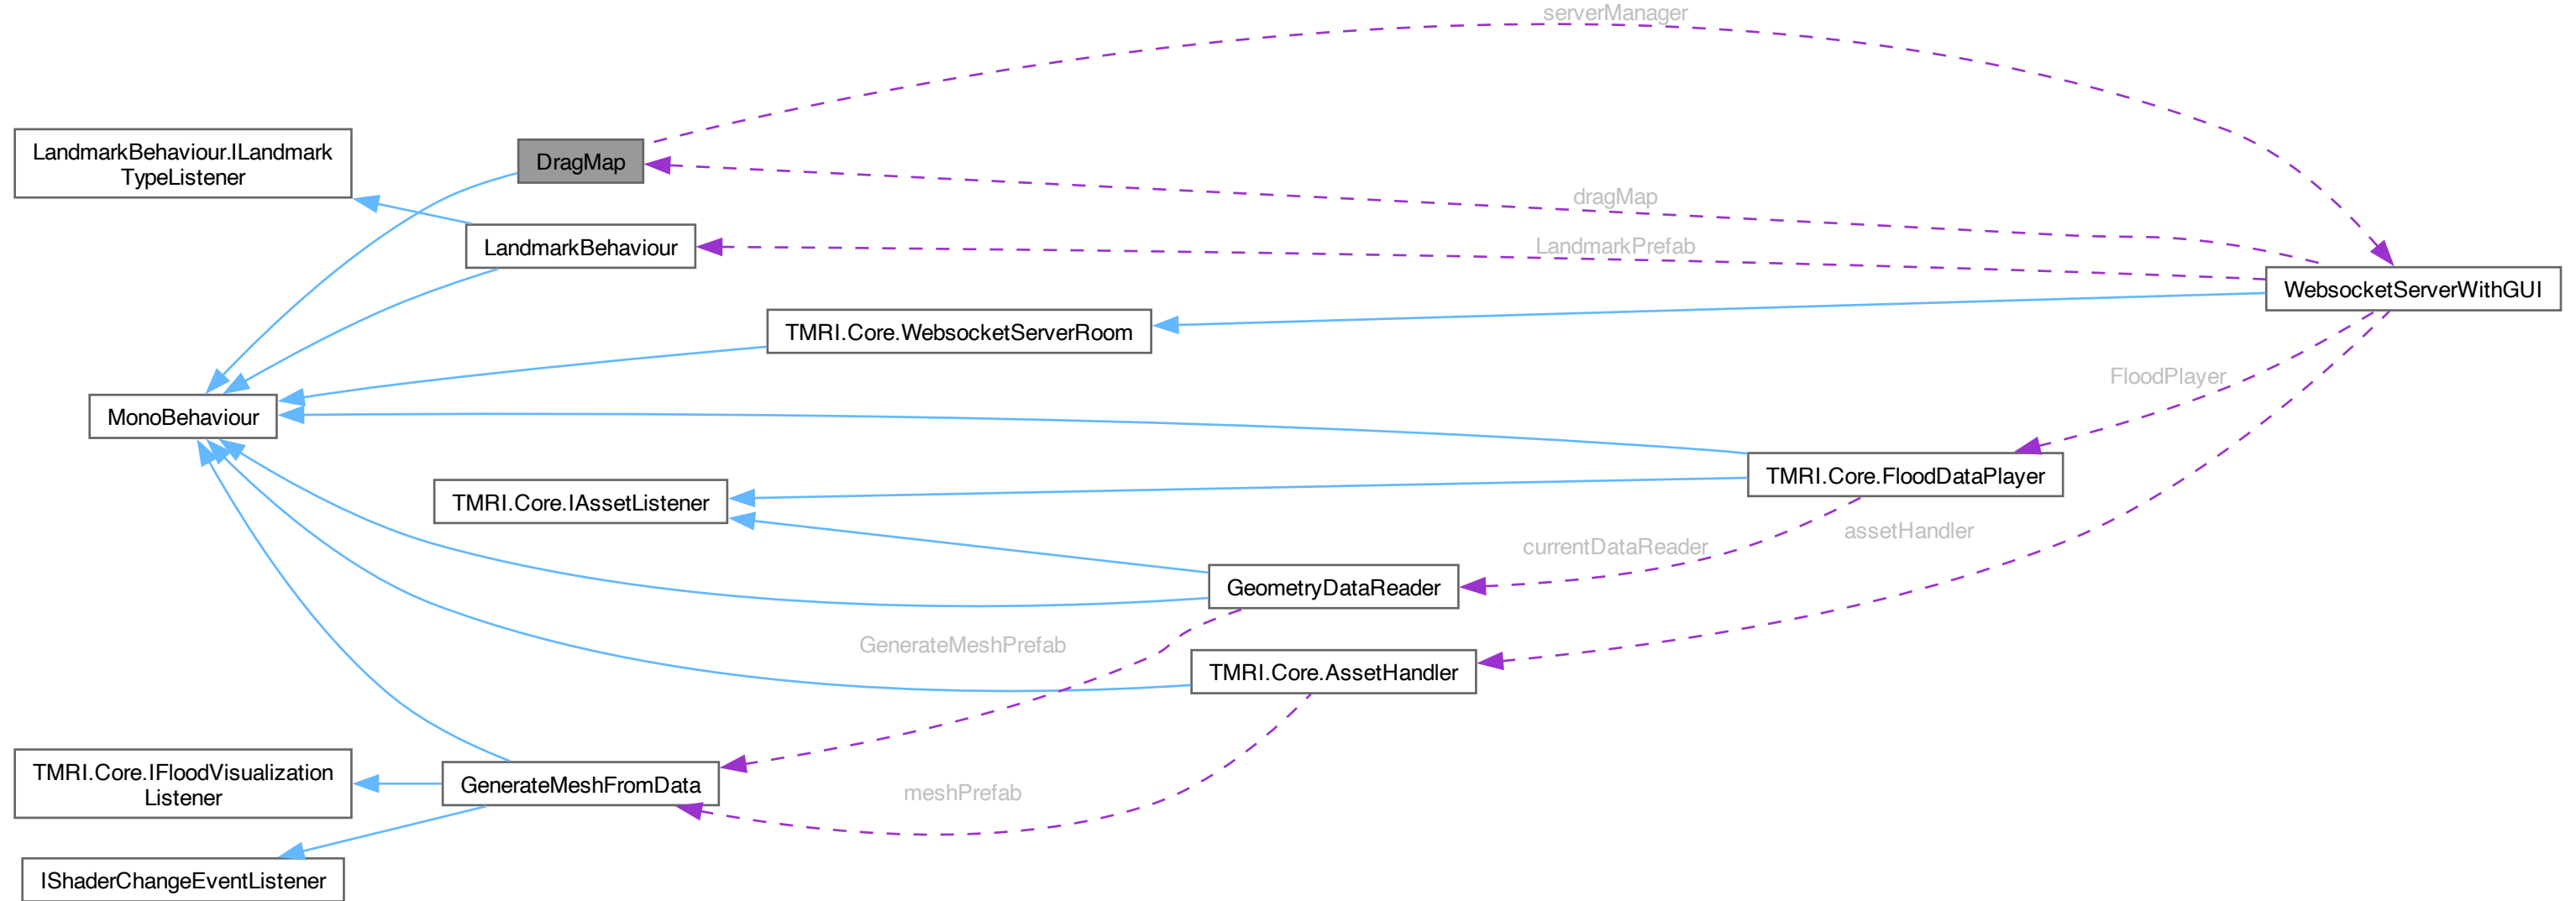 serverManager
LandmarkBehaviour.ILandmark
TypeListener
DragMap
dragMap
LandmarkBehaviour
LandmarkPrefab
WebsocketServerWithGUI
TMRI.Core.WebsocketServerRoom
FloodPlayer
MonoBehaviour
TMRI.Core.FloodDataPlayer
TMRI.Core.IAssetListener
assetHandler
currentDataReader
GeometryDataReader
GenerateMeshPrefab
TMRI.Core.AssetHandler
TMRI.Core.IFloodVisualization
Listener
GenerateMeshFromData
meshPrefab
IShaderChangeEventListener